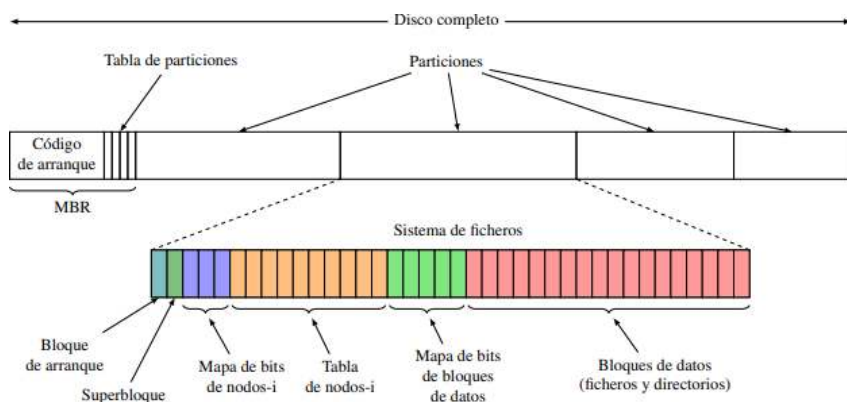 Disco completo
Tabla de particiones
Particiones
Código
de arranque
MBR
Sistema de ficheros
Bloque
de arranque
Superbloque
Mapa de bits
de nodos-i
Tabla
de nodos-i
Mapa de bits
de bloques
de datos
Bloques de datos
(ficheros y directorios)